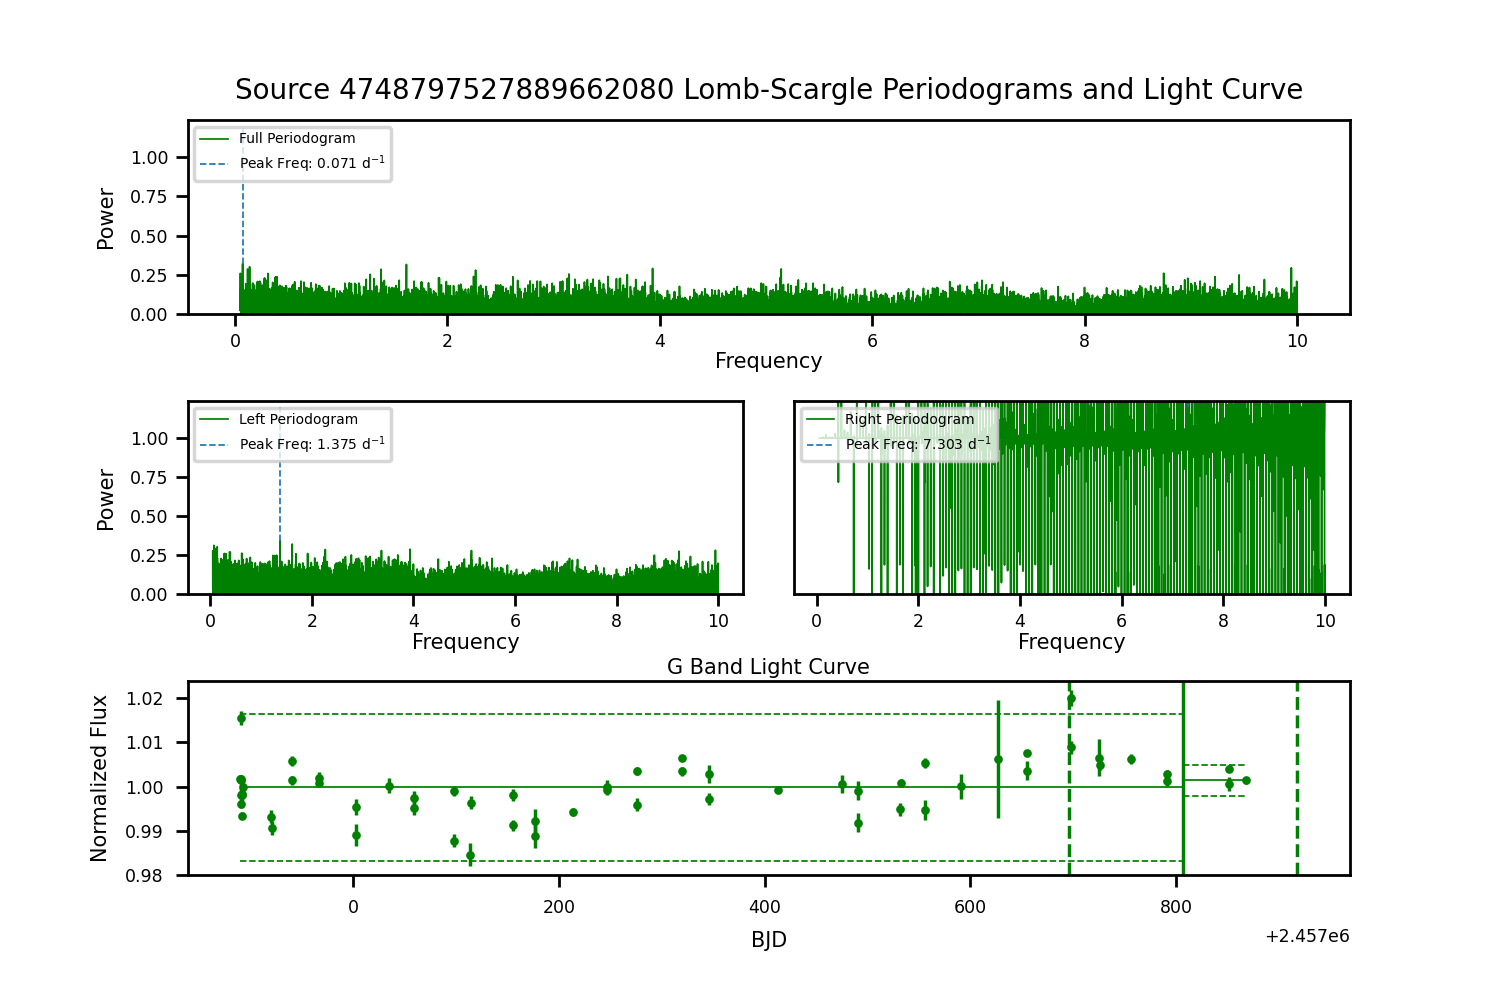 Source 4748797527889662080 Lomb-Scargle Periodograms and Light Curve
Full Periodogram
Peak Freq: 0.071 d⁻¹
Power
1.00
0.75
0.50
0.25
0.00
0 2 4 6 8 10
Frequency
Left Periodogram
Peak Freq: 1.375 d⁻¹
Power
1.00
0.75
0.50
0.25
0.00
0 2 4 6 8 10
Frequency
Right Periodogram
Peak Freq: 7.303 d⁻¹
0 2 4 6 8 10
Frequency
G Band Light Curve
Normalized Flux
1.02
1.01
1.00
0.99
0.98
0 200 400 600 800
BJD
+2.457e6